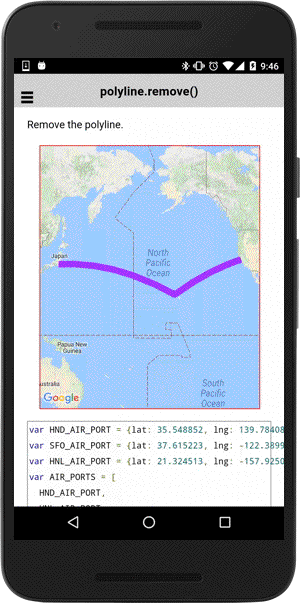 9:46
polyline.remove()
Remove the polyline.
Japan
North
Pacific
Ocean
Papua New
Guinea
Australia
South
Pacific
Ocean
Google
var HND_AIR_PORT = {lat: 35.548852, lng: 139.78408
var SFO_AIR_PORT = {lat: 37.615223, lng: -122.3899
var HNL_AIR_PORT = {lat: 21.324513, lng: -157.9250
var AIR_PORTS = [
HND_AIR_PORT,